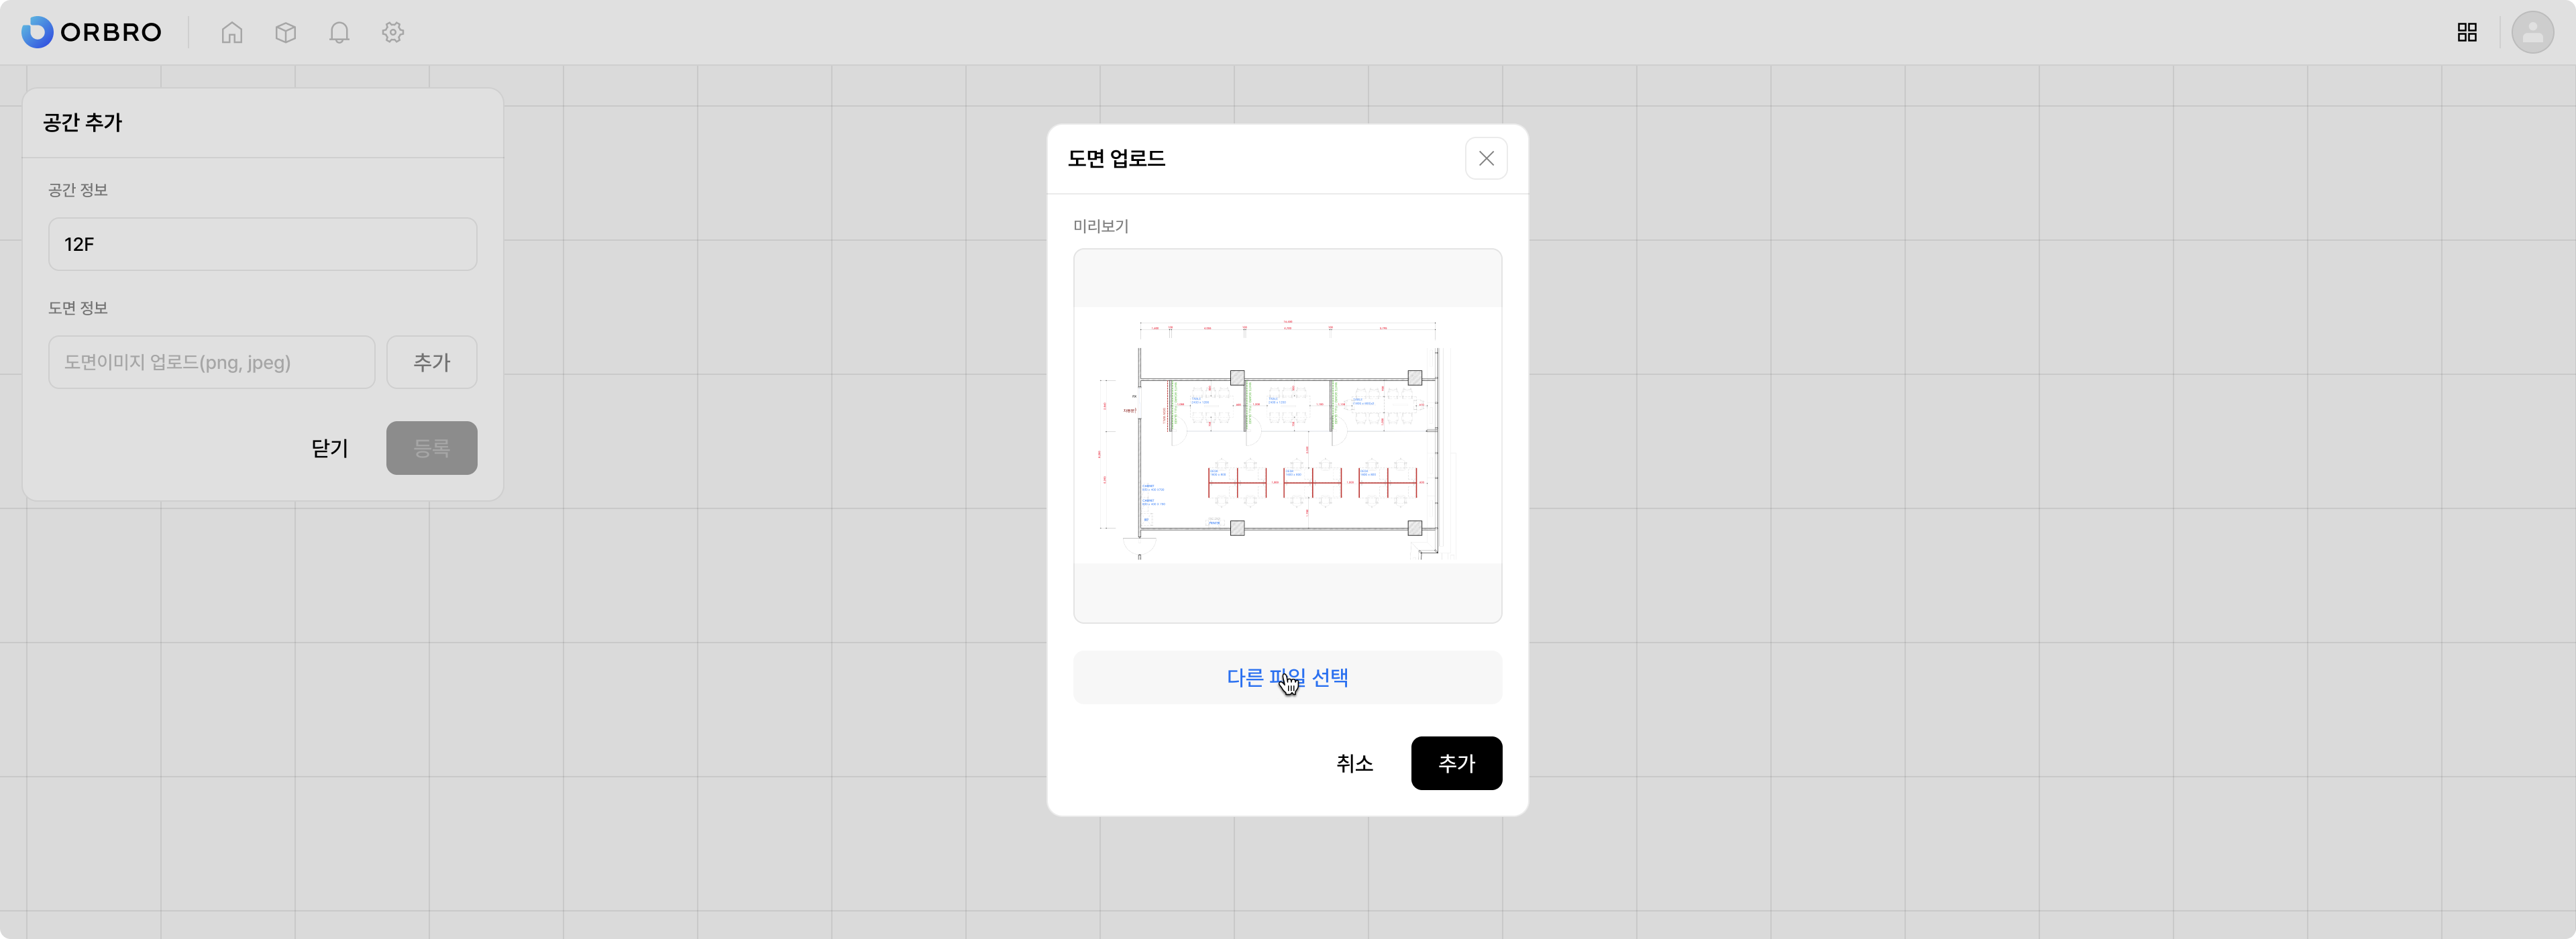 ORBRO
공간 추가
공간 정보
12F
도면 정보
도면이미지 업로드(png, jpeg)
추가
닫기
등록
도면 업로드
미리보기
다른 파일 선택
취소
추가